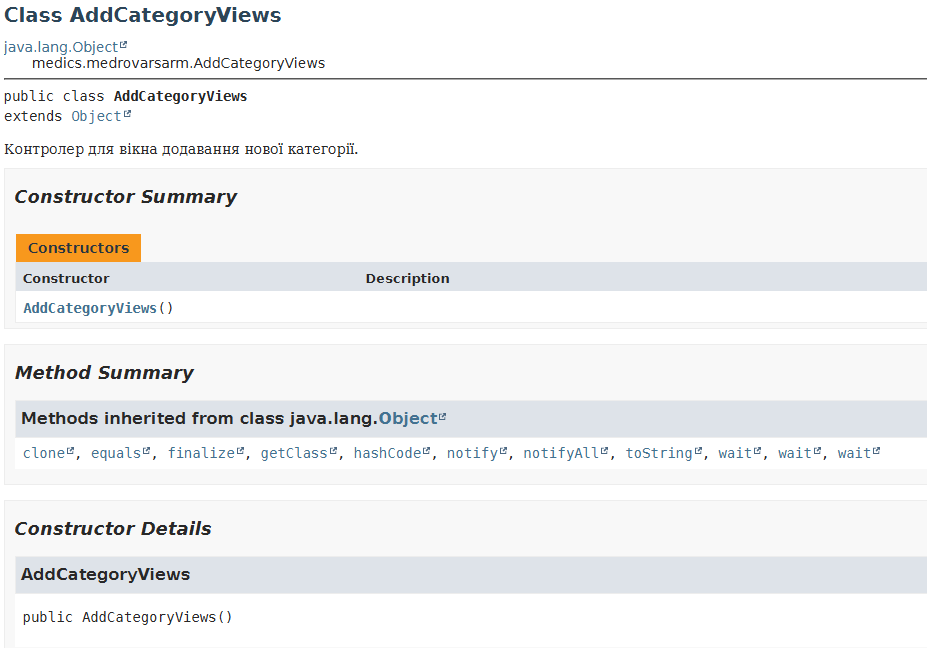 Class AddCategoryViews
java.lang.Object
medics.medrovarsarm.AddCategoryViews
public class AddCategoryViews
extends Object
Контролер для вікна додавання нової категорії.
Constructor Summary
Constructors
Constructor Description
AddCategoryViews()
Method Summary
Methods inherited from class java.lang.Object
clone, equals, finalize, getClass, hashCode, notify, notifyAll, toString, wait, wait, wait
Constructor Details
AddCategoryViews
public AddCategoryViews()